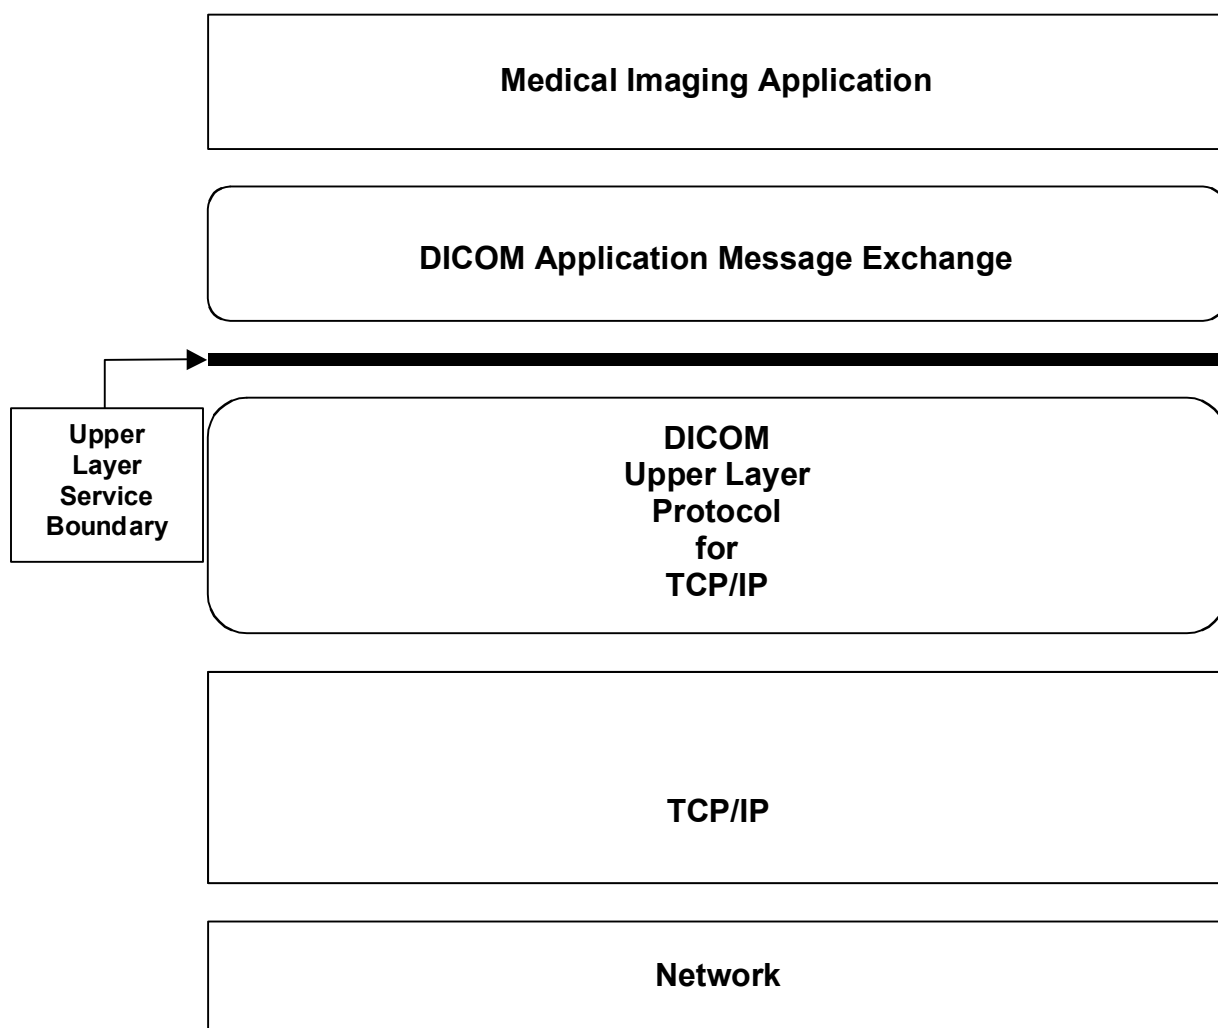 Medical Imaging Application
DICOM Application Message Exchange
Upper
Layer
Service
Boundary
DICOM
Upper Layer
Protocol
for
TCP/IP
TCP/IP
Network